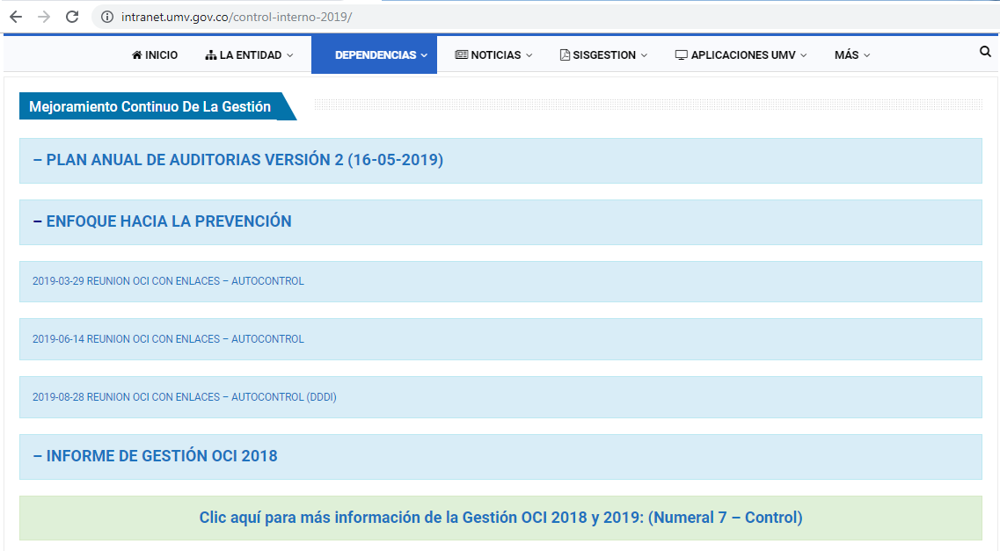 intranet.umv.gov.co/control-interno-2019/
INICIO LA ENTIDAD DEPENDENCIAS NOTICIAS SISGESTION APLICACIONES UMV MÁS
Mejoramiento Continuo De La Gestión
– PLAN ANUAL DE AUDITORIAS VERSIÓN 2 (16-05-2019)
– ENFOQUE HACIA LA PREVENCIÓN
2019-03-29 REUNION OCI CON ENLACES – AUTOCONTROL
2019-06-14 REUNION OCI CON ENLACES – AUTOCONTROL
2019-08-28 REUNION OCI CON ENLACES – AUTOCONTROL (DDDI)
– INFORME DE GESTIÓN OCI 2018
Clic aquí para más información de la Gestión OCI 2018 y 2019: (Numeral 7 – Control)